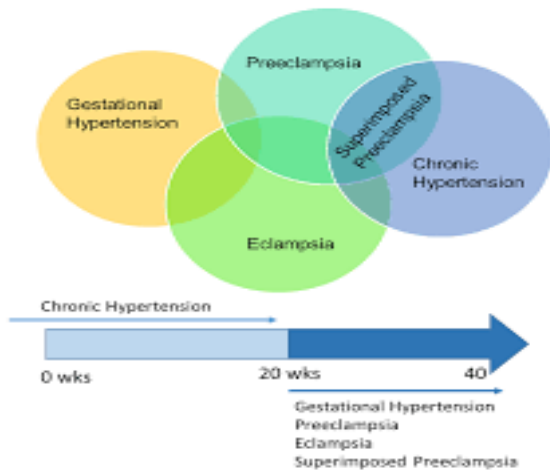 Preeclampsia
Gestational
Hypertension
Superimposed
Preeclampsia
Chronic
Hypertension
Eclampsia
Chronic Hypertension
0 wks
20 wks
40
Gestational Hypertension
Preeclampsia
Eclampsia
Superimposed Preeclampsia